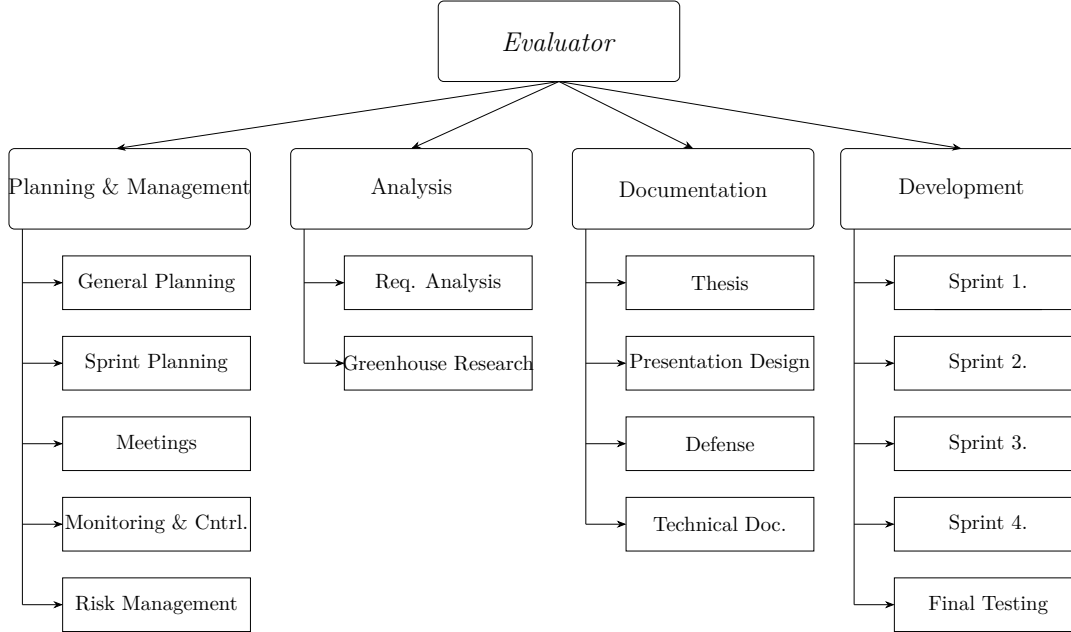 Evaluator
Planning & Management
Analysis
Documentation
Development
General Planning
Sprint Planning
Meetings
Monitoring & Cntrl.
Risk Management
Req. Analysis
Greenhouse Research
Thesis
Presentation Design
Defense
Technical Doc.
Sprint 1.
Sprint 2.
Sprint 3.
Sprint 4.
Final Testing